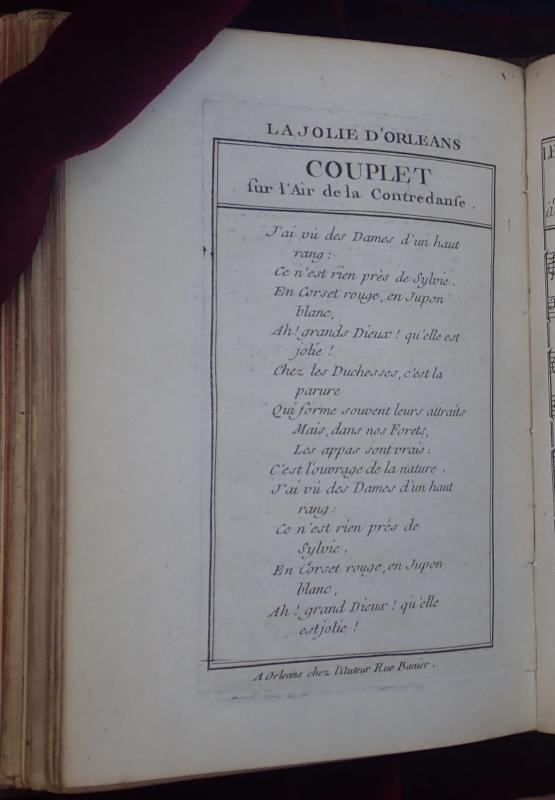 LA JOLIE D'ORLEANS
COUPLET
sur l'Air de la Contredanse.
J'ai vû des Dames d'un haut
rang:
Ce n'est rien près de Sylvie.
En Corset rouge, en Jupon
blanc,
Ah! grands Dieux! qu'elle est
jolie!
Chez les Duchesses, c'est la
parure
Qui forme souvent leurs attraits
Mais, dans nos Forets,
Les appas sont vrais:
C'est l'ouvrage de la nature.
J'ai vû des Dames d'un haut
rang:
Ce n'est rien près de
Sylvie.
En Corset rouge, en Jupon
blanc,
Ah! grand Dieux! qu'elle
est jolie!
A Orleans chez l'Auteur Rue Banier.